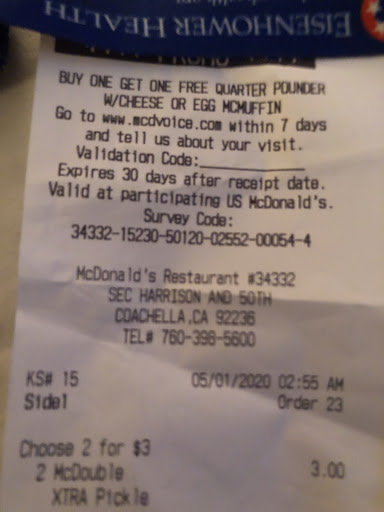 EISENHOWER HEALTH
BUY ONE GET ONE FREE QUARTER POUNDER
W/CHEESE OR EGG MCMUFFIN
Go to www.mcdvoice.com within 7 days
and tell us about your visit.
Validation Code:____________
Expires 30 days after receipt date.
Valid at participating US McDonald's.
Survey Code:
34332-15230-50120-02552-00054-4
McDonald's Restaurant #34332
SEC HARRISON AND 50TH
COACHELLA,CA 92236
TEL# 760-398-5600
KS# 15 05/01/2020 02:55 AM
Side1 Order 23
Choose 2 for $3
2 McDouble 3.00
XTRA Pickle